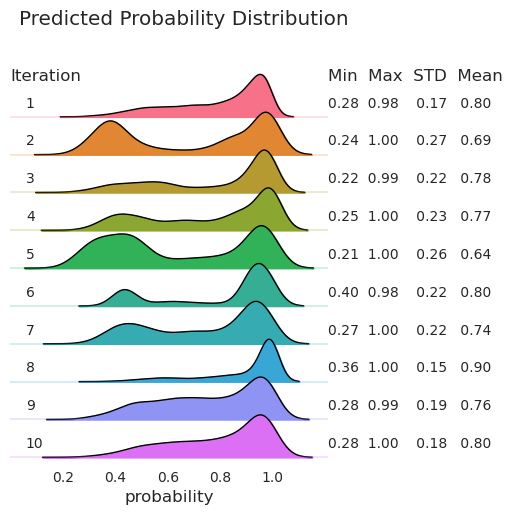 Predicted Probability Distribution
Iteration Min Max STD Mean
1 0.28 0.98 0.17 0.80
2 0.24 1.00 0.27 0.69
3 0.22 0.99 0.22 0.78
4 0.25 1.00 0.23 0.77
5 0.21 1.00 0.26 0.64
6 0.40 0.98 0.22 0.80
7 0.27 1.00 0.22 0.74
8 0.36 1.00 0.15 0.90
9 0.28 0.99 0.19 0.76
10 0.28 1.00 0.18 0.80
0.2 0.4 0.6 0.8 1.0
probability